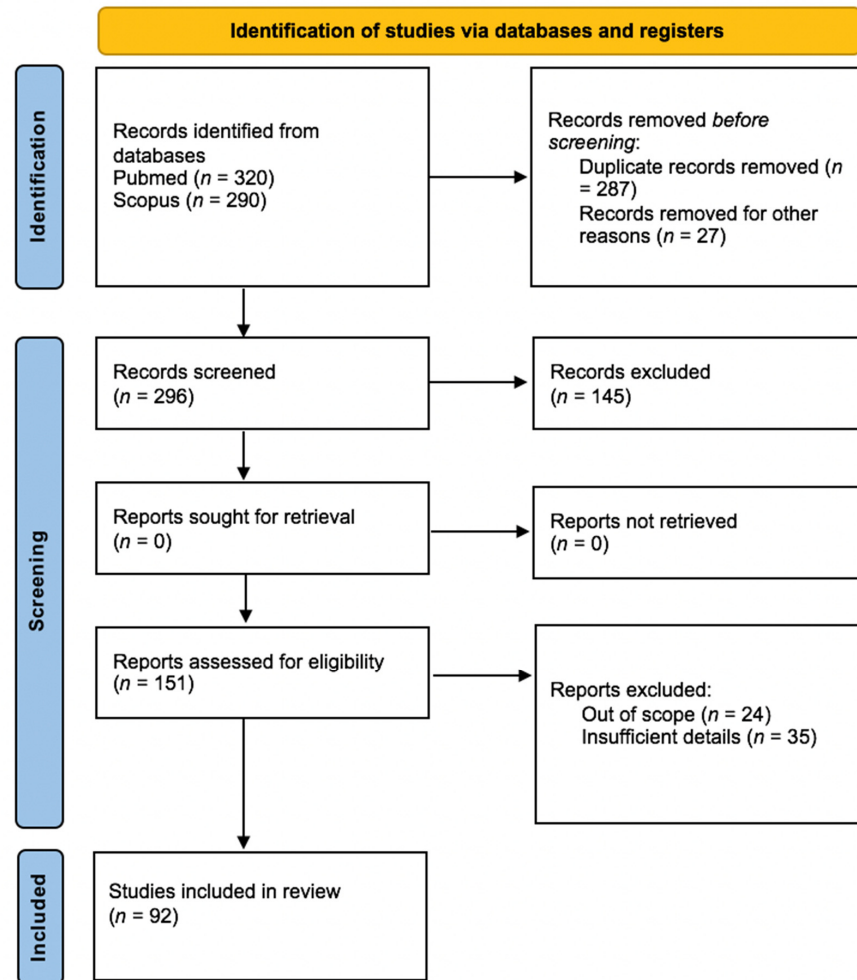 Identification of studies via databases and registers
Identification
Records identified from
databases
Pubmed (n = 320)
Scopus (n = 290)
Records removed before
screening:
Duplicate records removed (n
= 287)
Records removed for other
reasons (n = 27)
Screening
Records screened
(n = 296)
Records excluded
(n = 145)
Reports sought for retrieval
(n = 0)
Reports not retrieved
(n = 0)
Reports assessed for eligibility
(n = 151)
Reports excluded:
Out of scope (n = 24)
Insufficient details (n = 35)
Included
Studies included in review
(n = 92)